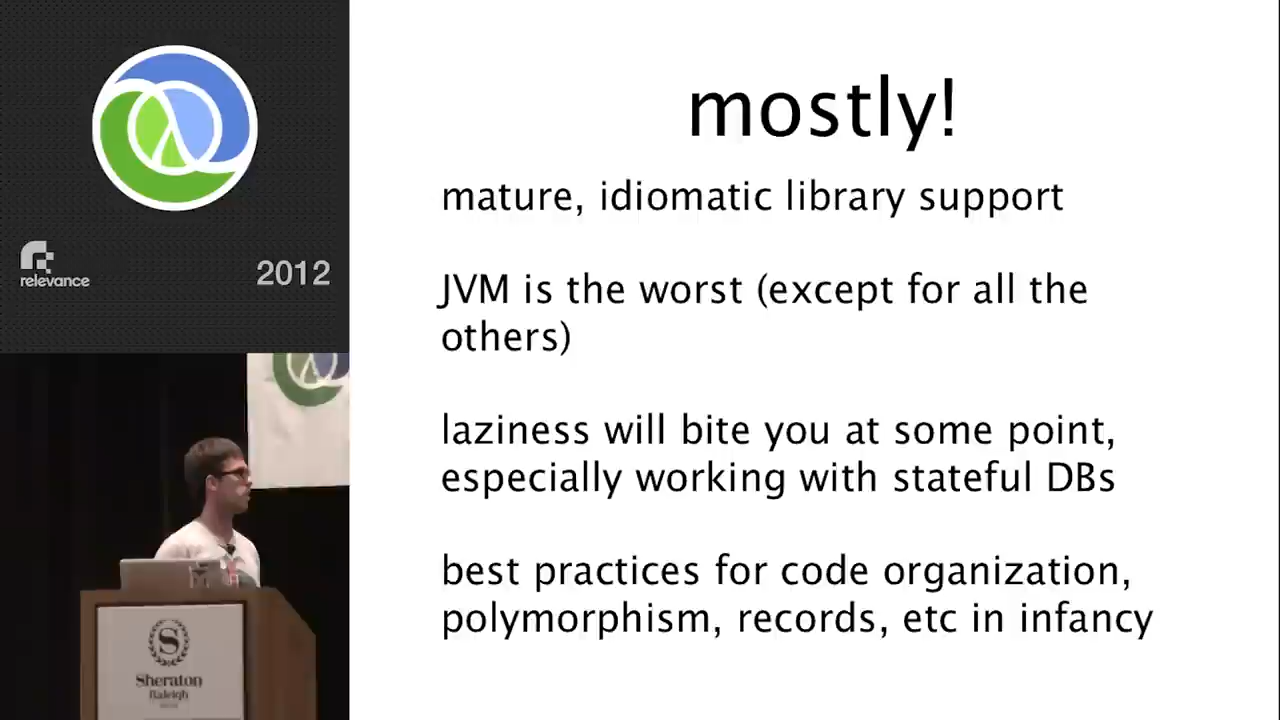 relevance
2012
mostly!
mature, idiomatic library support
JVM is the worst (except for all the
others)
laziness will bite you at some point,
especially working with stateful DBs
best practices for code organization,
polymorphism, records, etc in infancy
S
Sheraton
Raleigh